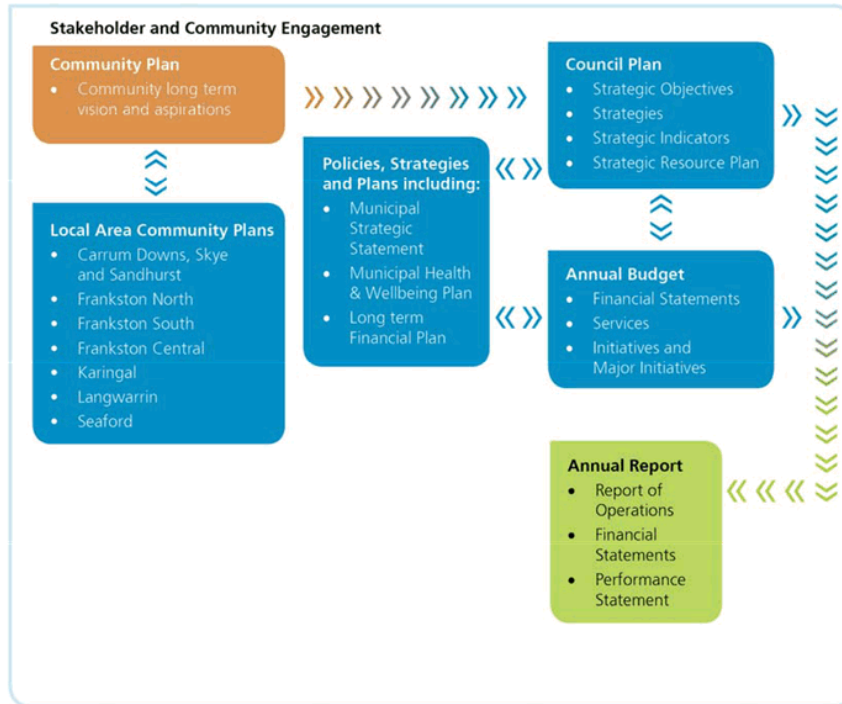 Stakeholder and Community Engagement
Community Plan
• Community long term
vision and aspirations
Council Plan
• Strategic Objectives
• Strategies
• Strategic Indicators
• Strategic Resource Plan
Policies, Strategies
and Plans including:
• Municipal
Strategic
Statement
• Municipal Health
& Wellbeing Plan
• Long term
Financial Plan
Local Area Community Plans
• Carrum Downs, Skye
and Sandhurst
• Frankston North
• Frankston South
• Frankston Central
• Karingal
• Langwarrin
• Seaford
Annual Budget
• Financial Statements
• Services
• Initiatives and
Major Initiatives
Annual Report
• Report of
Operations
• Financial
Statements
• Performance
Statement